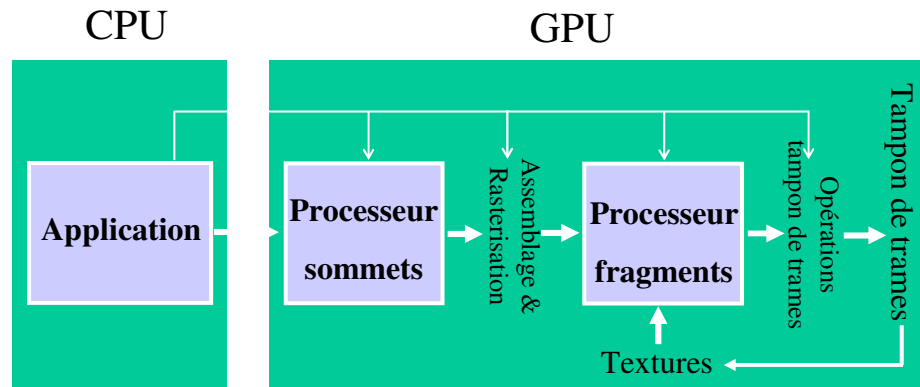 CPU
GPU
Application
Processeur
sommets
Assemblage &
Rasterisation
Processeur
fragments
Opérations
tampon de trames
Tampon de trames
Textures